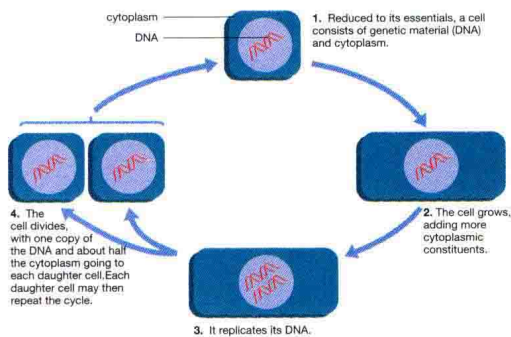 cytoplasm
DNA
1. Reduced to its essentials, a cell
consists of genetic material (DNA)
and cytoplasm.
2. The cell grows,
adding more
cytoplasmic
constituents.
3. It replicates its DNA.
4. The
cell divides,
with one copy of
the DNA and about half
the cytoplasm going to
each daughter cell.Each
daughter cell may then
repeat the cycle.